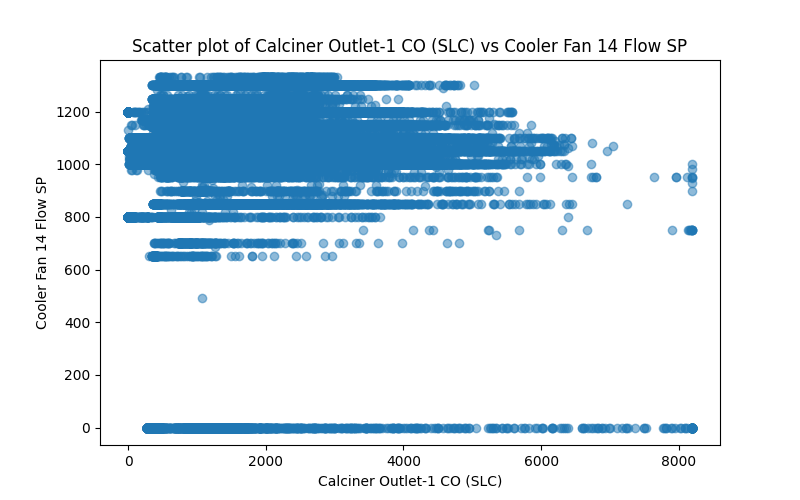 Scatter plot of Calciner Outlet-1 CO (SLC) vs Cooler Fan 14 Flow SP
Cooler Fan 14 Flow SP
1200
1000
800
600
400
200
0
0 2000 4000 6000 8000
Calciner Outlet-1 CO (SLC)